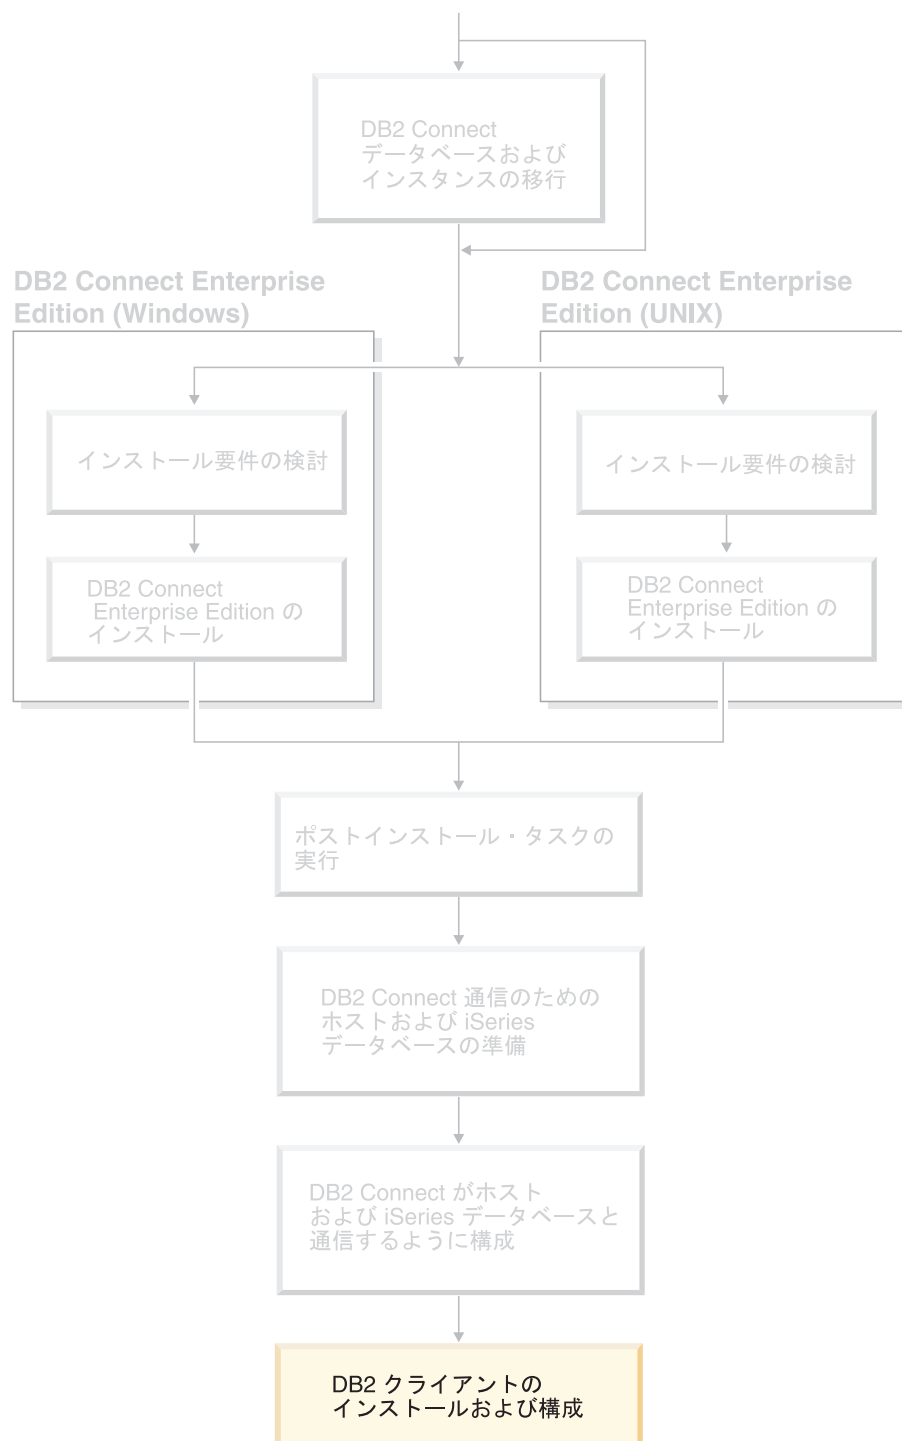 DB2 Connect
データベースおよび
インスタンスの移行
DB2 Connect Enterprise
Edition (Windows)
インストール要件の検討
DB2 Connect
Enterprise Edition の
インストール
DB2 Connect Enterprise
Edition (UNIX)
インストール要件の検討
DB2 Connect
Enterprise Edition の
インストール
ポストインストール・タスクの
実行
DB2 Connect 通信のための
ホストおよび iSeries
データベースの準備
DB2 Connect がホスト
および iSeries データベースと
通信するように構成
DB2 クライアントの
インストールおよび構成